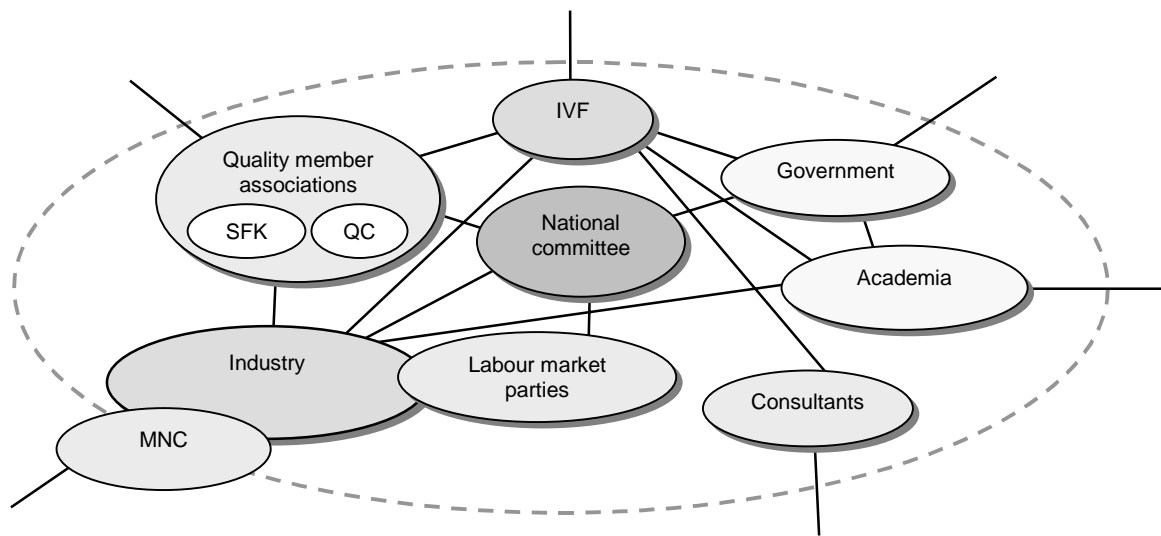 IVF
Quality member
associations
SFK
QC
Government
National
committee
Academia
Industry
Labour market
parties
Consultants
MNC